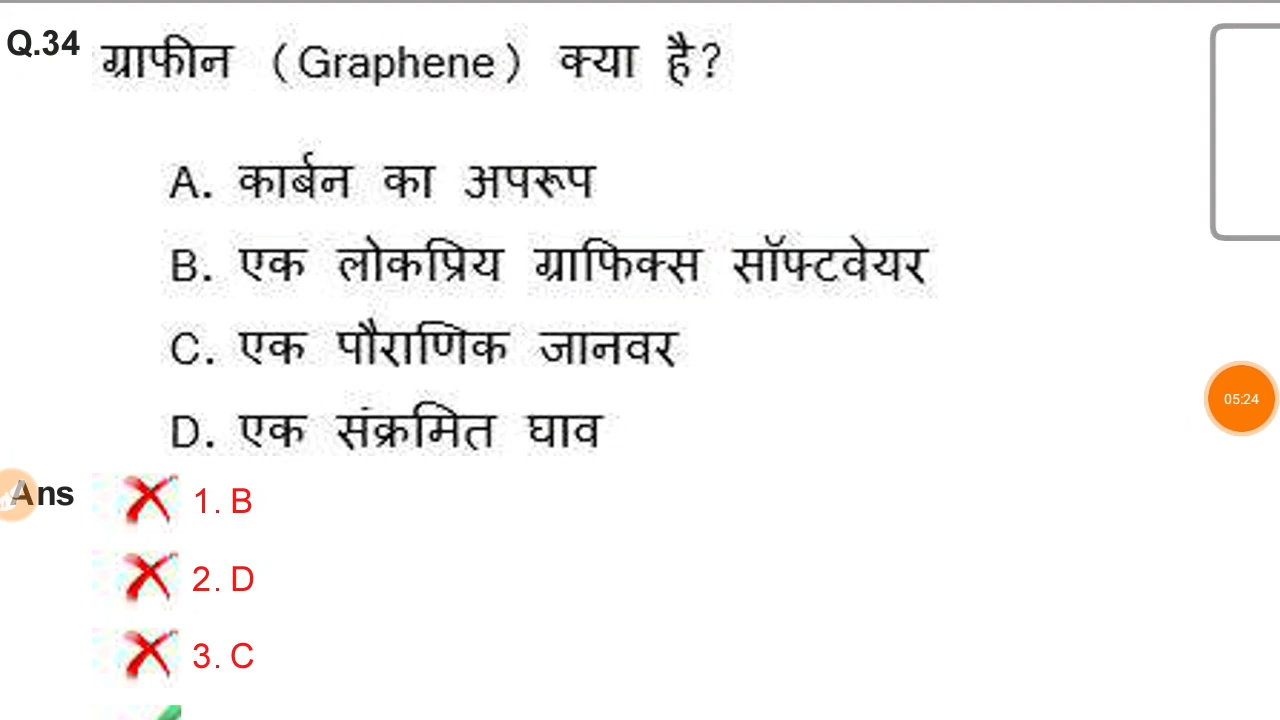 Q.34 ग्राफीन (Graphene) क्या है?
A. कार्बन का अपरूप
B. एक लोकप्रिय ग्राफिक्स सॉफ्टवेयर
C. एक पौराणिक जानवर
05:24
D. एक संक्रमित घाव
Ans 1. B
2. D
3. C